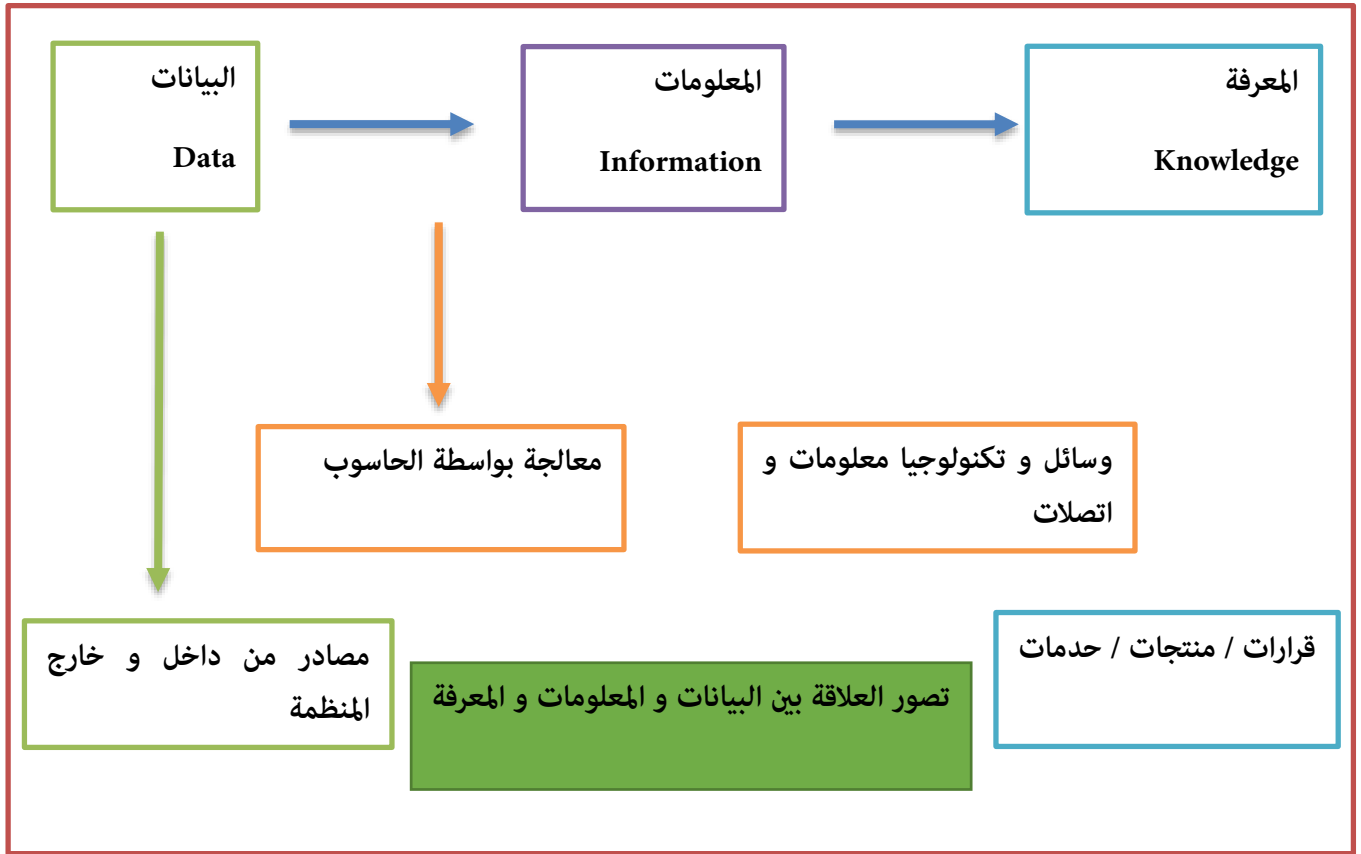 البيانات
Data
المعلومات
Information
المعرفة
Knowledge
معالجة بواسطة الحاسوب
وسائل و تكنولوجيا معلومات و
اتصلات
مصادر من داخل و خارج
المنظمة
تصور العلاقة بين البيانات و المعلومات و المعرفة
قرارات / منتجات / حدمات